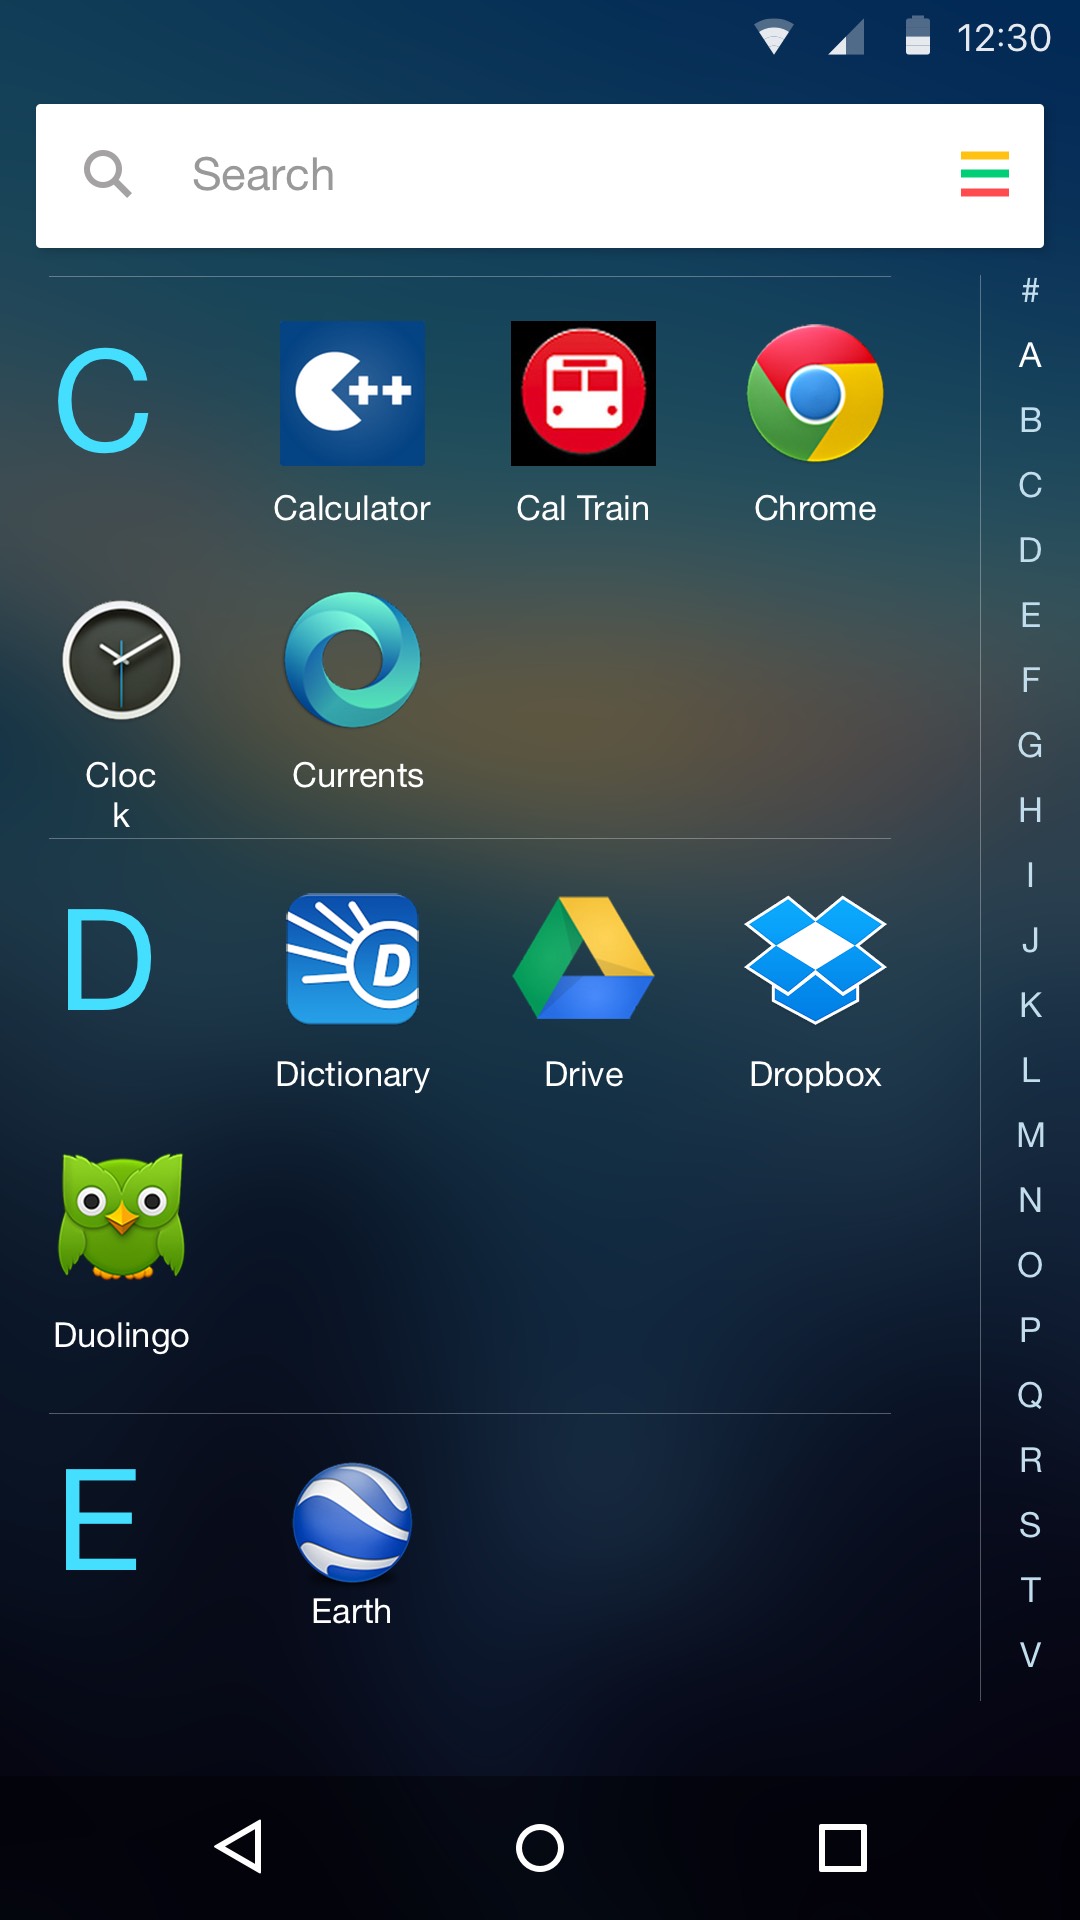 12:30
Search
C
++
Calculator
Cal Train
Chrome
Cloc
k
Currents
D
D
Dictionary
Drive
Dropbox
Duolingo
E
Earth
#
A
B
C
D
E
F
G
H
I
J
K
L
M
N
O
P
Q
R
S
T
V